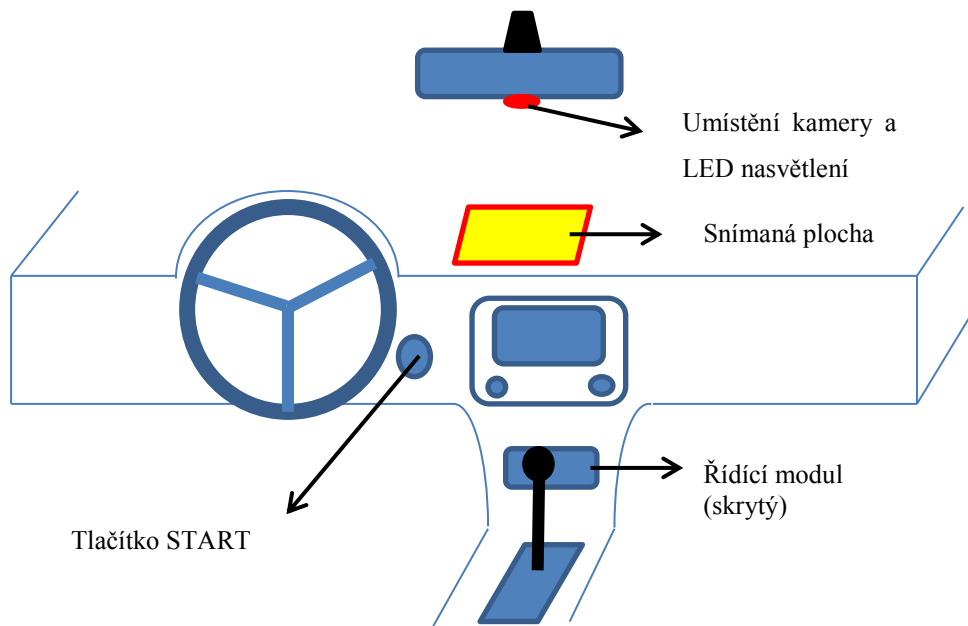 Umístění kamery a
LED nasvětlení
Snímaná plocha
Řídící modul
(skrytý)
Tlačítko START